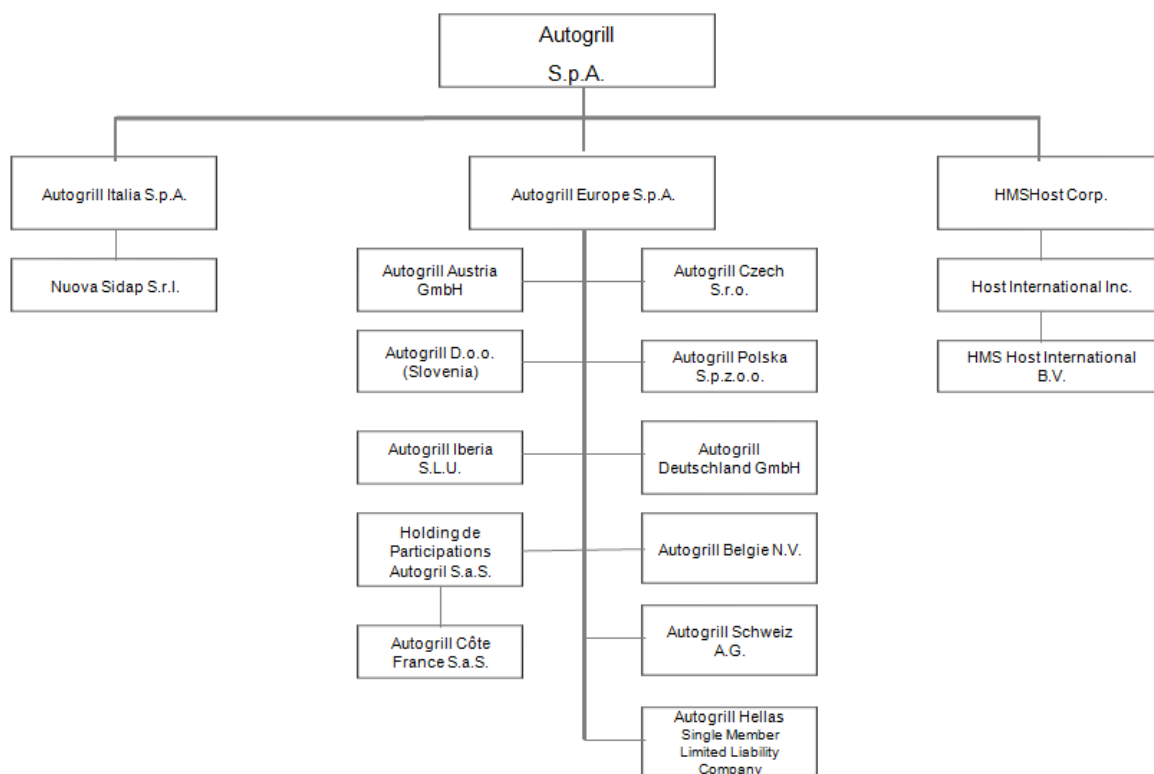 Autogrill
S.p.A.
Autogrill Italia S.p.A.
Autogrill Europe S.p.A.
HMSHost Corp.
Nuova Sidap S.r.l.
Autogrill Austria
GmbH
Autogrill Czech
S.r.o.
Host International Inc.
Autogrill D.o.o.
(Slovenia)
Autogrill Polska
S.p.z.o.o.
HMS Host International
B.V.
Autogrill Iberia
S.L.U.
Autogrill
Deutschland GmbH
Holding de
Participations
Autogril S.a.S.
Autogrill Belgie N.V.
Autogrill Côte
France S.a.S.
Autogrill Schweiz
A.G.
Autogrill Hellas
Single Member
Limited Liability
Company